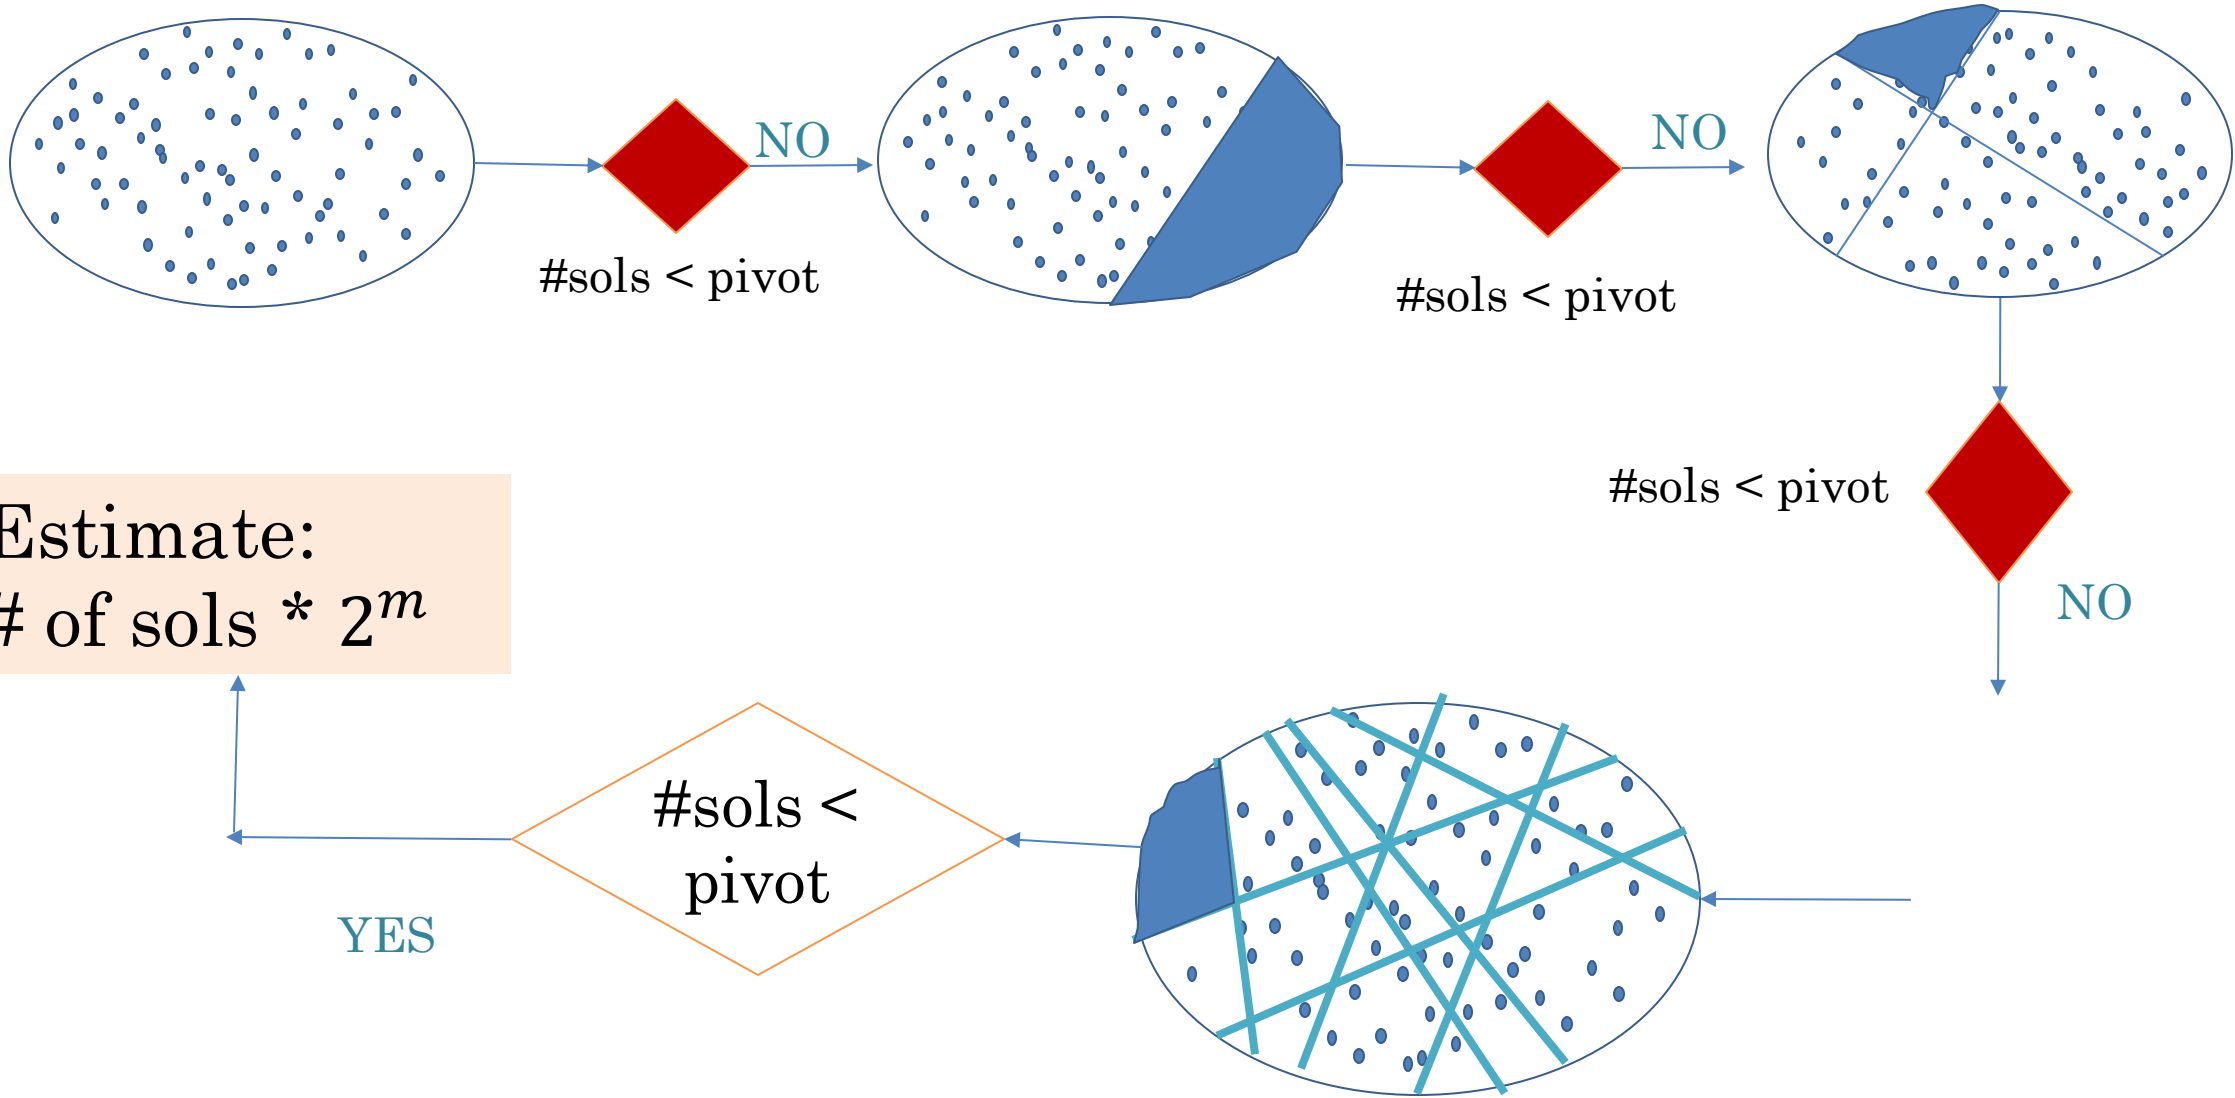 NO
#sols < pivot
NO
#sols < pivot
#sols < pivot
NO
Estimate:
# of sols * 2^m
#sols <
pivot
YES